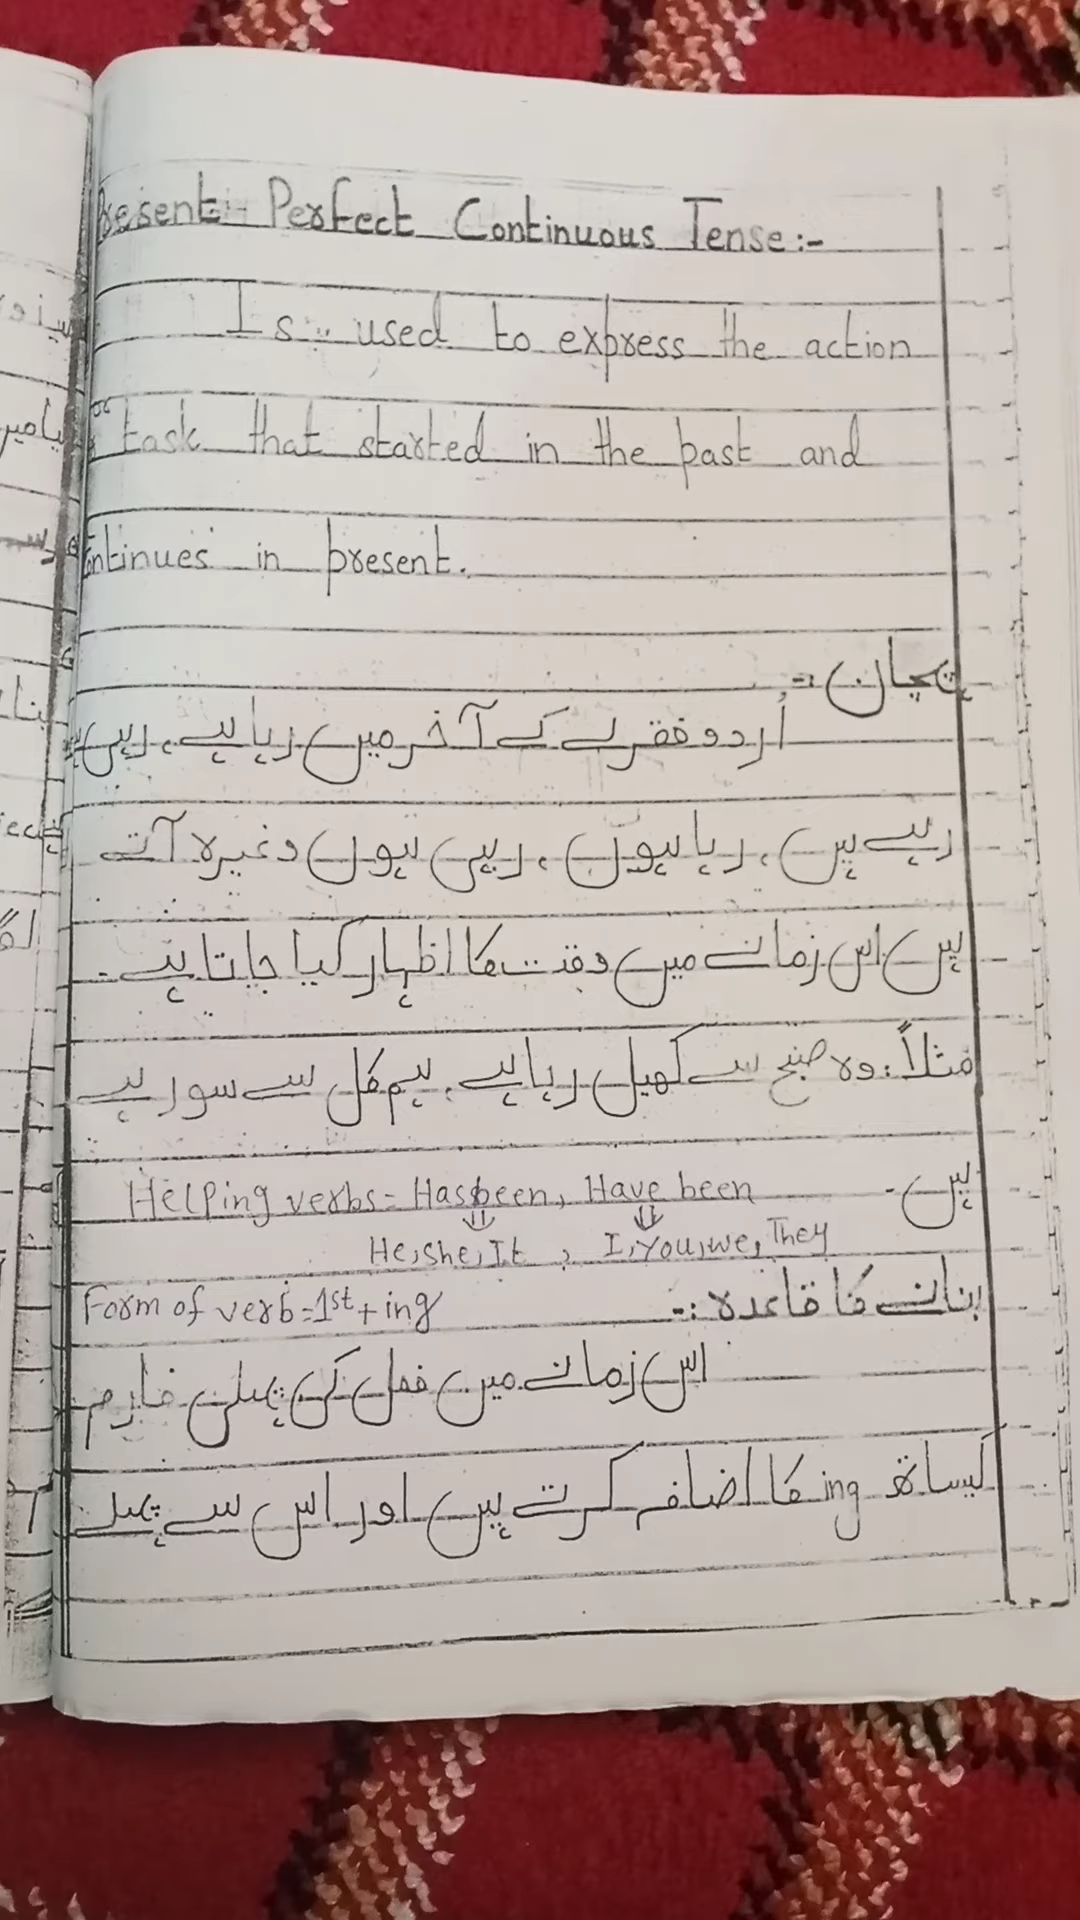 Present:- Perfect Continuous Tense:-
Is used to express the action
or task that started in the past and
continues in present.
پہچان :-
اُردو فقرے کے آخر میں رہا ہے، رہی ہے
رہے ہیں، رہا ہوں، رہی ہوں وغیرہ آتے
ہیں اس زمانے میں وقت کا اظہار کیا جاتا ہے۔
مثلاً: وہ صبح سے کھیل رہا ہے۔ ہم کل سے سو رہے
ہیں۔
Helping verbs = Has been, Have been
He, she, It , I, You, we, They
بنانے کا قاعدہ :-
Form of verb = 1st + ing
اس زمانے میں فعل کی پہلی فارم
کیساتھ ing کا اضافہ کرتے ہیں اور اس سے پہلے